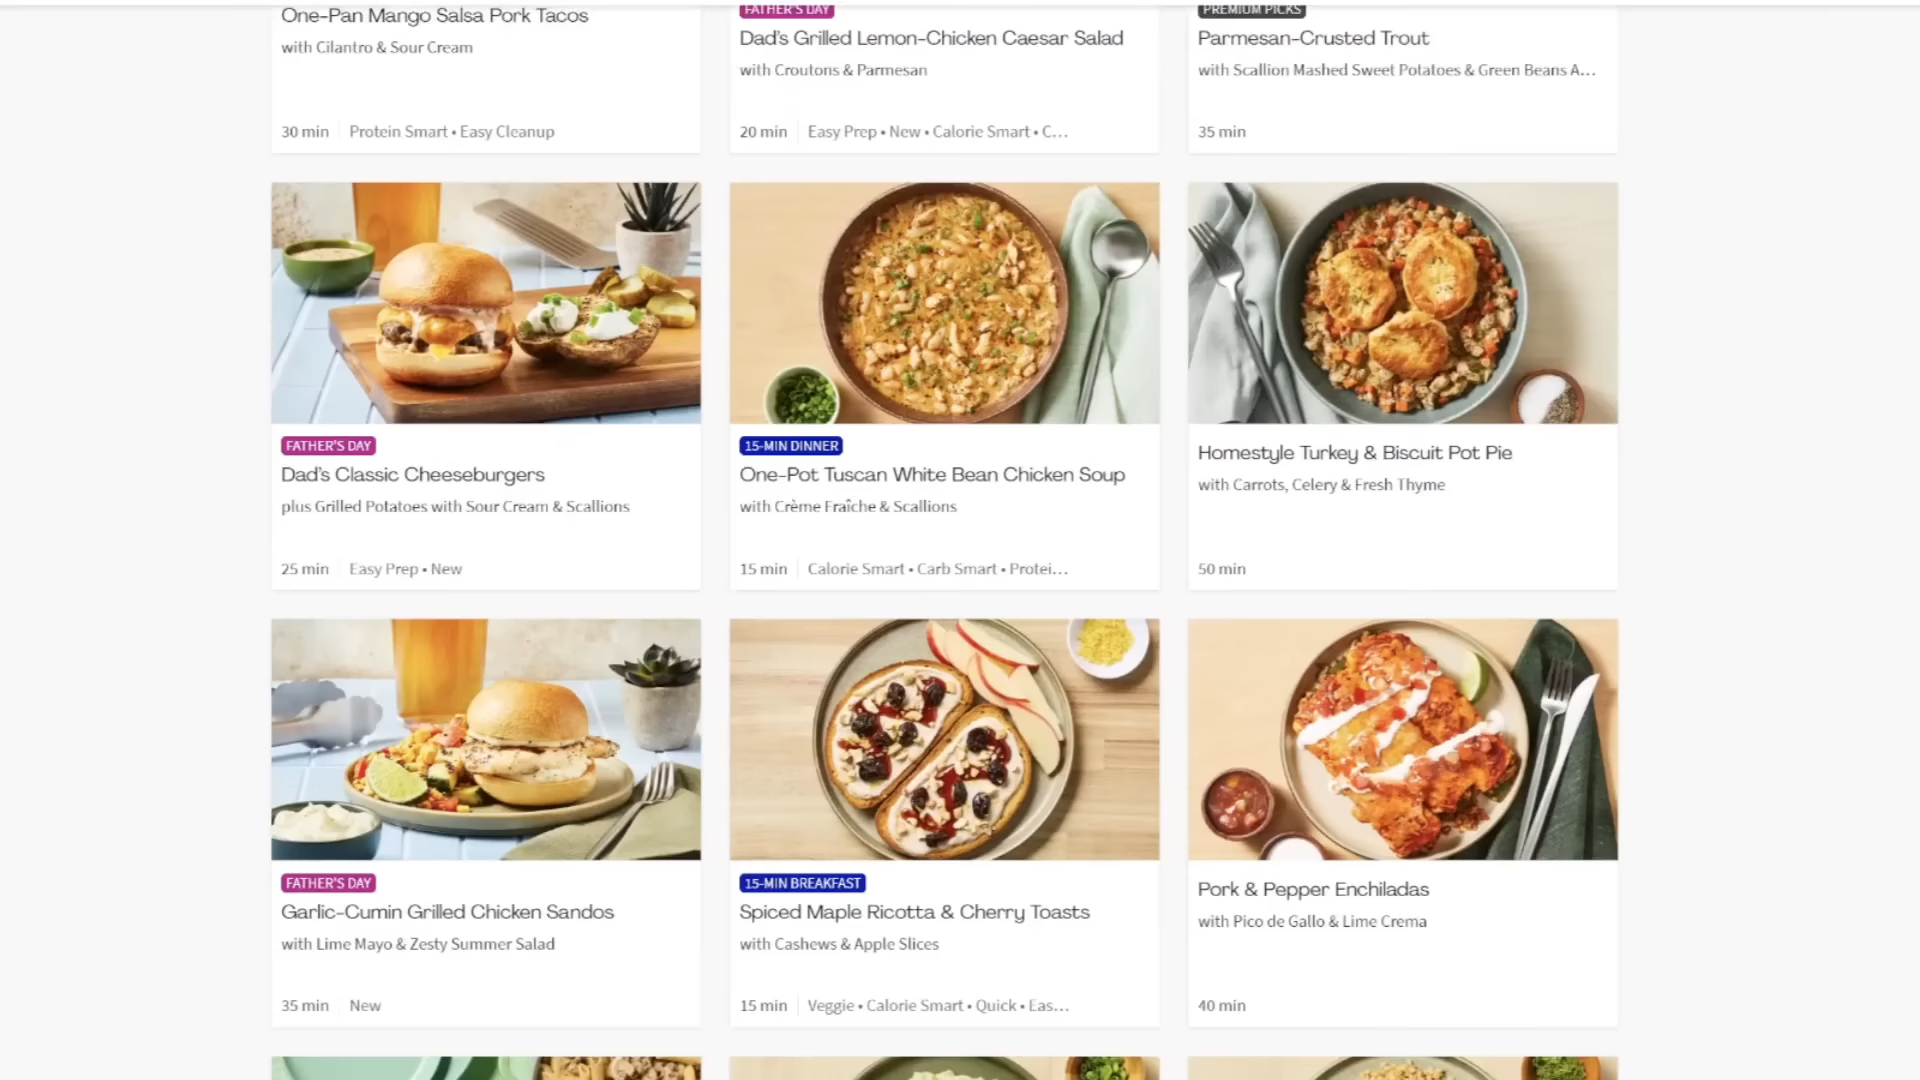 One-Pan Mango Salsa Pork Tacos
with Cilantro & Sour Cream
30 min Protein Smart • Easy Cleanup
FATHER'S DAY
Dad's Grilled Lemon-Chicken Caesar Salad
with Croutons & Parmesan
20 min Easy Prep • New • Calorie Smart • C...
PREMIUM PICKS
Parmesan-Crusted Trout
with Scallion Mashed Sweet Potatoes & Green Beans A...
35 min
FATHER'S DAY
Dad's Classic Cheeseburgers
plus Grilled Potatoes with Sour Cream & Scallions
25 min Easy Prep • New
15-MIN DINNER
One-Pot Tuscan White Bean Chicken Soup
with Crème Fraîche & Scallions
15 min Calorie Smart • Carb Smart • Protei...
Homestyle Turkey & Biscuit Pot Pie
with Carrots, Celery & Fresh Thyme
50 min
FATHER'S DAY
Garlic-Cumin Grilled Chicken Sandos
with Lime Mayo & Zesty Summer Salad
35 min New
15-MIN BREAKFAST
Spiced Maple Ricotta & Cherry Toasts
with Cashews & Apple Slices
15 min Veggie • Calorie Smart • Quick • Eas...
Pork & Pepper Enchiladas
with Pico de Gallo & Lime Crema
40 min